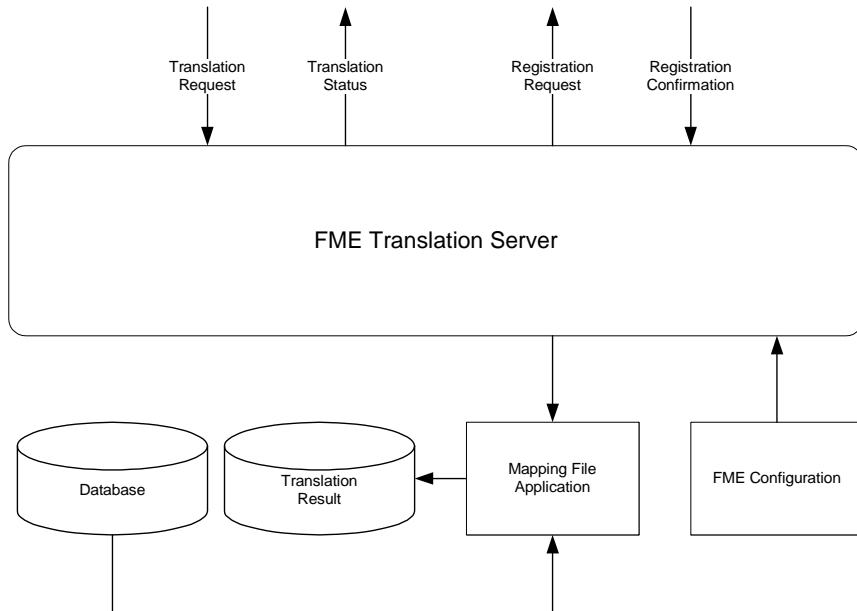 Translation
Request
Translation
Status
Registration
Request
Registration
Confirmation
FME Translation Server
Database
Translation
Result
Mapping File
Application
FME Configuration